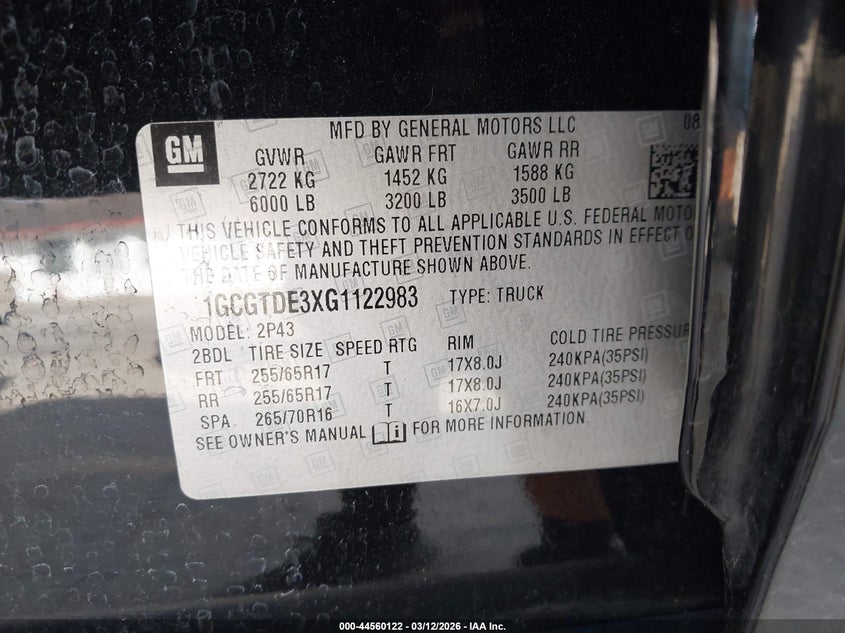 GM
MFD BY GENERAL MOTORS LLC 08
GVWR GAWR FRT GAWR RR
2722 KG 1452 KG 1588 KG
6000 LB 3200 LB 3500 LB
THIS VEHICLE CONFORMS TO ALL APPLICABLE U.S. FEDERAL MOTO
VEHICLE SAFETY AND THEFT PREVENTION STANDARDS IN EFFECT O
THE DATE OF MANUFACTURE SHOWN ABOVE.
1GCGTDE3XG1122983 TYPE: TRUCK
MODEL: 2P43
2BDL TIRE SIZE SPEED RTG RIM COLD TIRE PRESSUR
FRT 255/65R17 T 17X8.0J 240KPA(35PSI)
RR 255/65R17 T 17X8.0J 240KPA(35PSI)
SPA 265/70R16 T 16X7.0J 240KPA(35PSI)
SEE OWNER'S MANUAL FOR MORE INFORMATION.
000-44560122 - 03/12/2026 - IAA Inc.